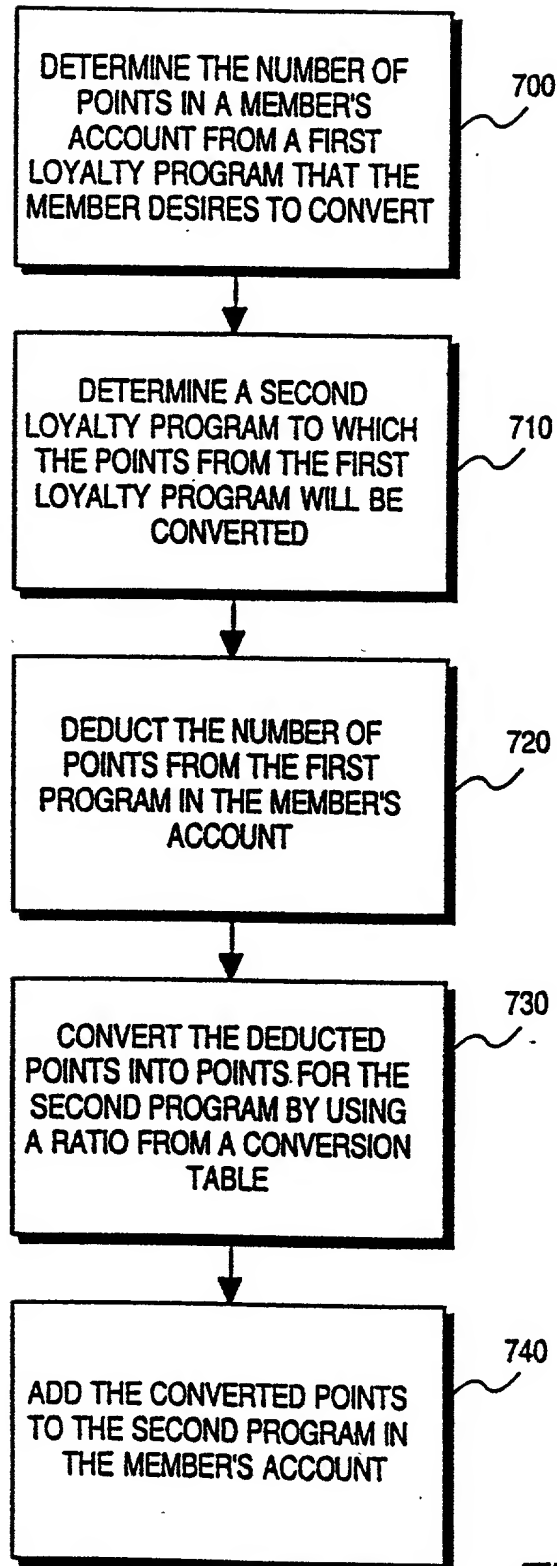 DETERMINE THE NUMBER OF
POINTS IN A MEMBER'S
ACCOUNT FROM A FIRST
LOYALTY PROGRAM THAT THE
MEMBER DESIRES TO CONVERT
700
DETERMINE A SECOND
LOYALTY PROGRAM TO WHICH
THE POINTS FROM THE FIRST
LOYALTY PROGRAM WILL BE
CONVERTED
710
DEDUCT THE NUMBER OF
POINTS FROM THE FIRST
PROGRAM IN THE MEMBER'S
ACCOUNT
720
CONVERT THE DEDUCTED
POINTS INTO POINTS FOR THE
SECOND PROGRAM BY USING
A RATIO FROM A CONVERSION
TABLE
730
ADD THE CONVERTED POINTS
TO THE SECOND PROGRAM IN
THE MEMBER'S ACCOUNT
740